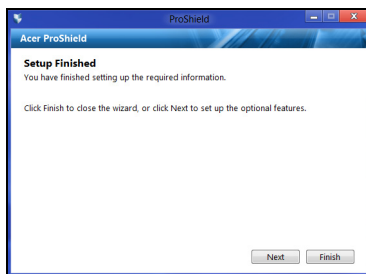 ProShield
Acer ProShield
Setup Finished
You have finished setting up the required information.
Click Finish to close the wizard, or click Next to set up the optional features.
Next Finish